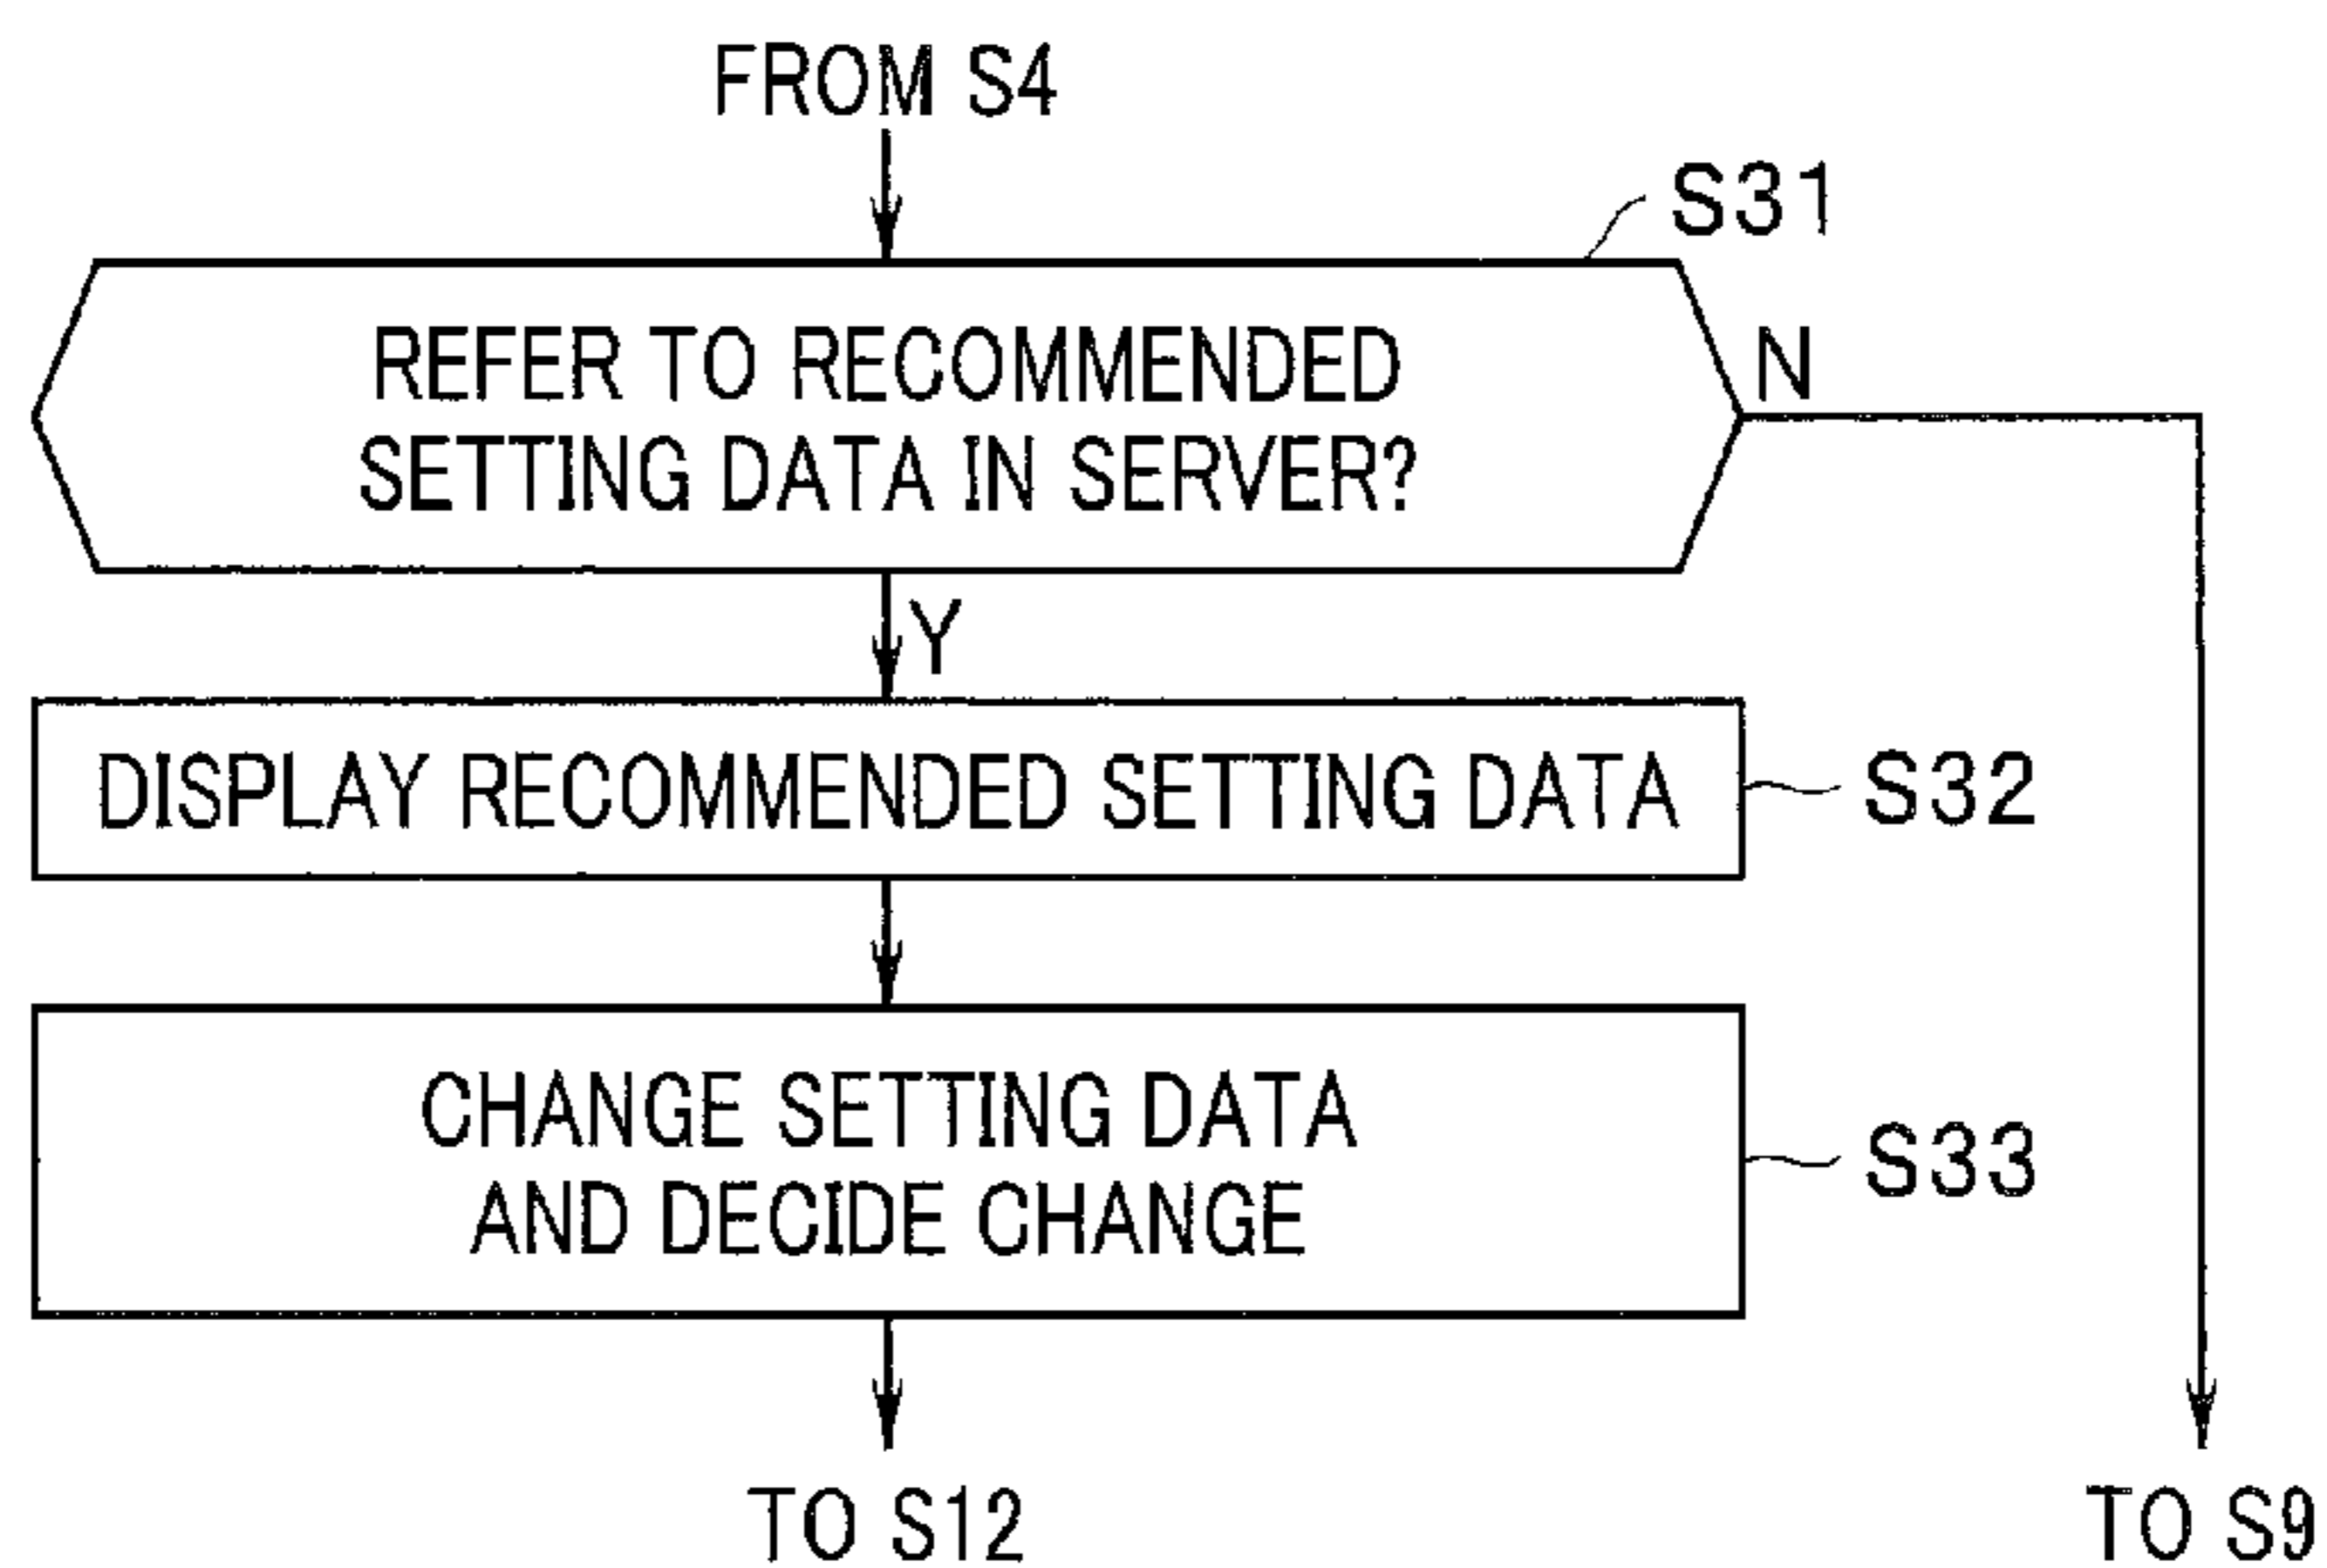 FROM S4
S31
REFER TO RECOMMENDED
SETTING DATA IN SERVER?
N
Y
DISPLAY RECOMMENDED SETTING DATA
S32
CHANGE SETTING DATA
AND DECIDE CHANGE
S33
TO S12
TO S9